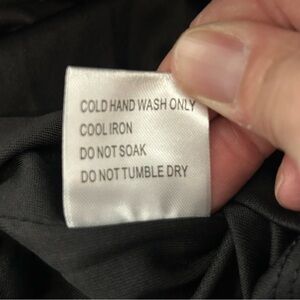 COLD HAND WASH ONLY
COOL IRON
DO NOT SOAK
DO NOT TUMBLE DRY